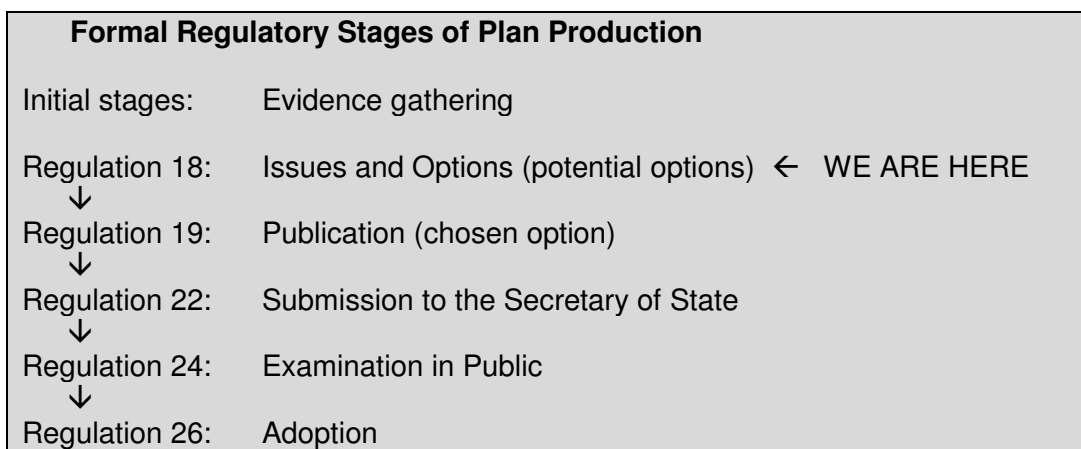 Formal Regulatory Stages of Plan Production
Initial stages: Evidence gathering
Regulation 18: Issues and Options (potential options) ← WE ARE HERE
↓
Regulation 19: Publication (chosen option)
↓
Regulation 22: Submission to the Secretary of State
↓
Regulation 24: Examination in Public
↓
Regulation 26: Adoption